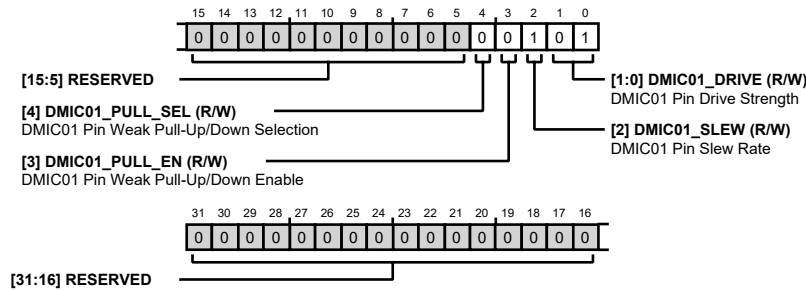 15 14 13 12 11 10 9 8 7 6 5 4 3 2 1 0
0 0 0 0 0 0 0 0 0 0 0 0 0 1 0 1
[15:5] RESERVED
[1:0] DMIC01_DRIVE (R/W)
DMIC01 Pin Drive Strength
[4] DMIC01_PULL_SEL (R/W)
DMIC01 Pin Weak Pull-Up/Down Selection
[2] DMIC01_SLEW (R/W)
DMIC01 Pin Slew Rate
[3] DMIC01_PULL_EN (R/W)
DMIC01 Pin Weak Pull-Up/Down Enable
31 30 29 28 27 26 25 24 23 22 21 20 19 18 17 16
0 0 0 0 0 0 0 0 0 0 0 0 0 0 0 0
[31:16] RESERVED